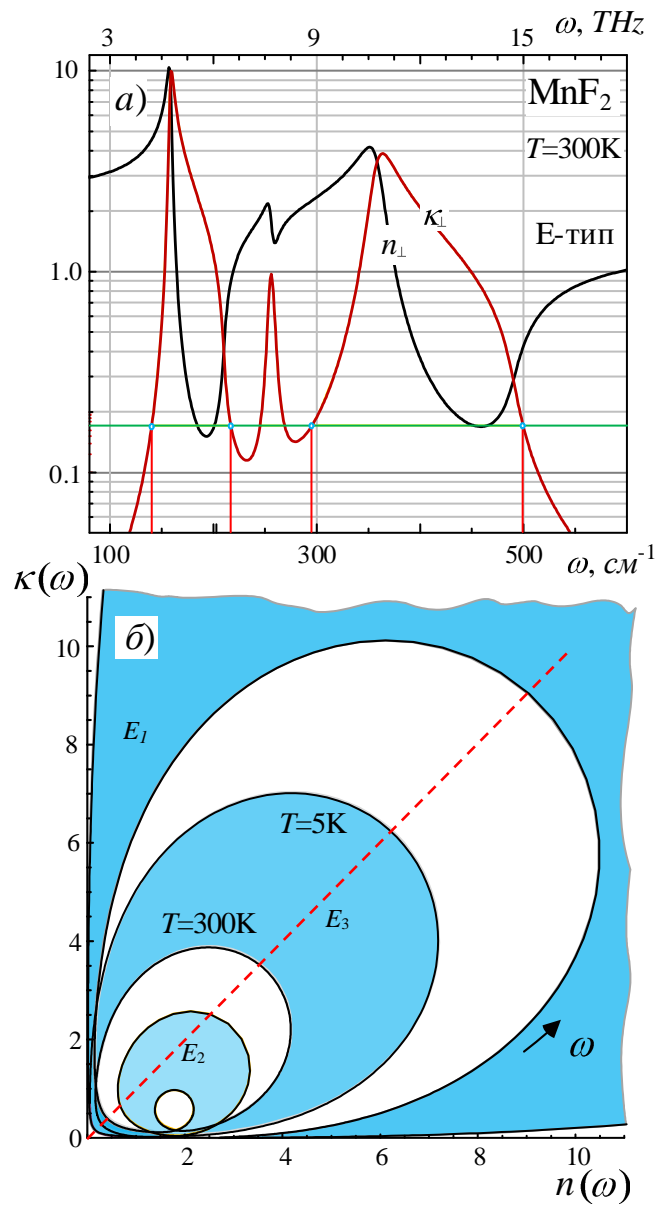 3 9 15 ω, THz
10
а) MnF₂
T=300K
κ⊥
n⊥ E-тип
1.0
0.1
100 300 500 ω, см⁻¹
κ(ω)
б)
10
E₁
8
T=5K
6
T=300K E₃
4
2
E₂ ω
0
2 4 6 8 10
n(ω)